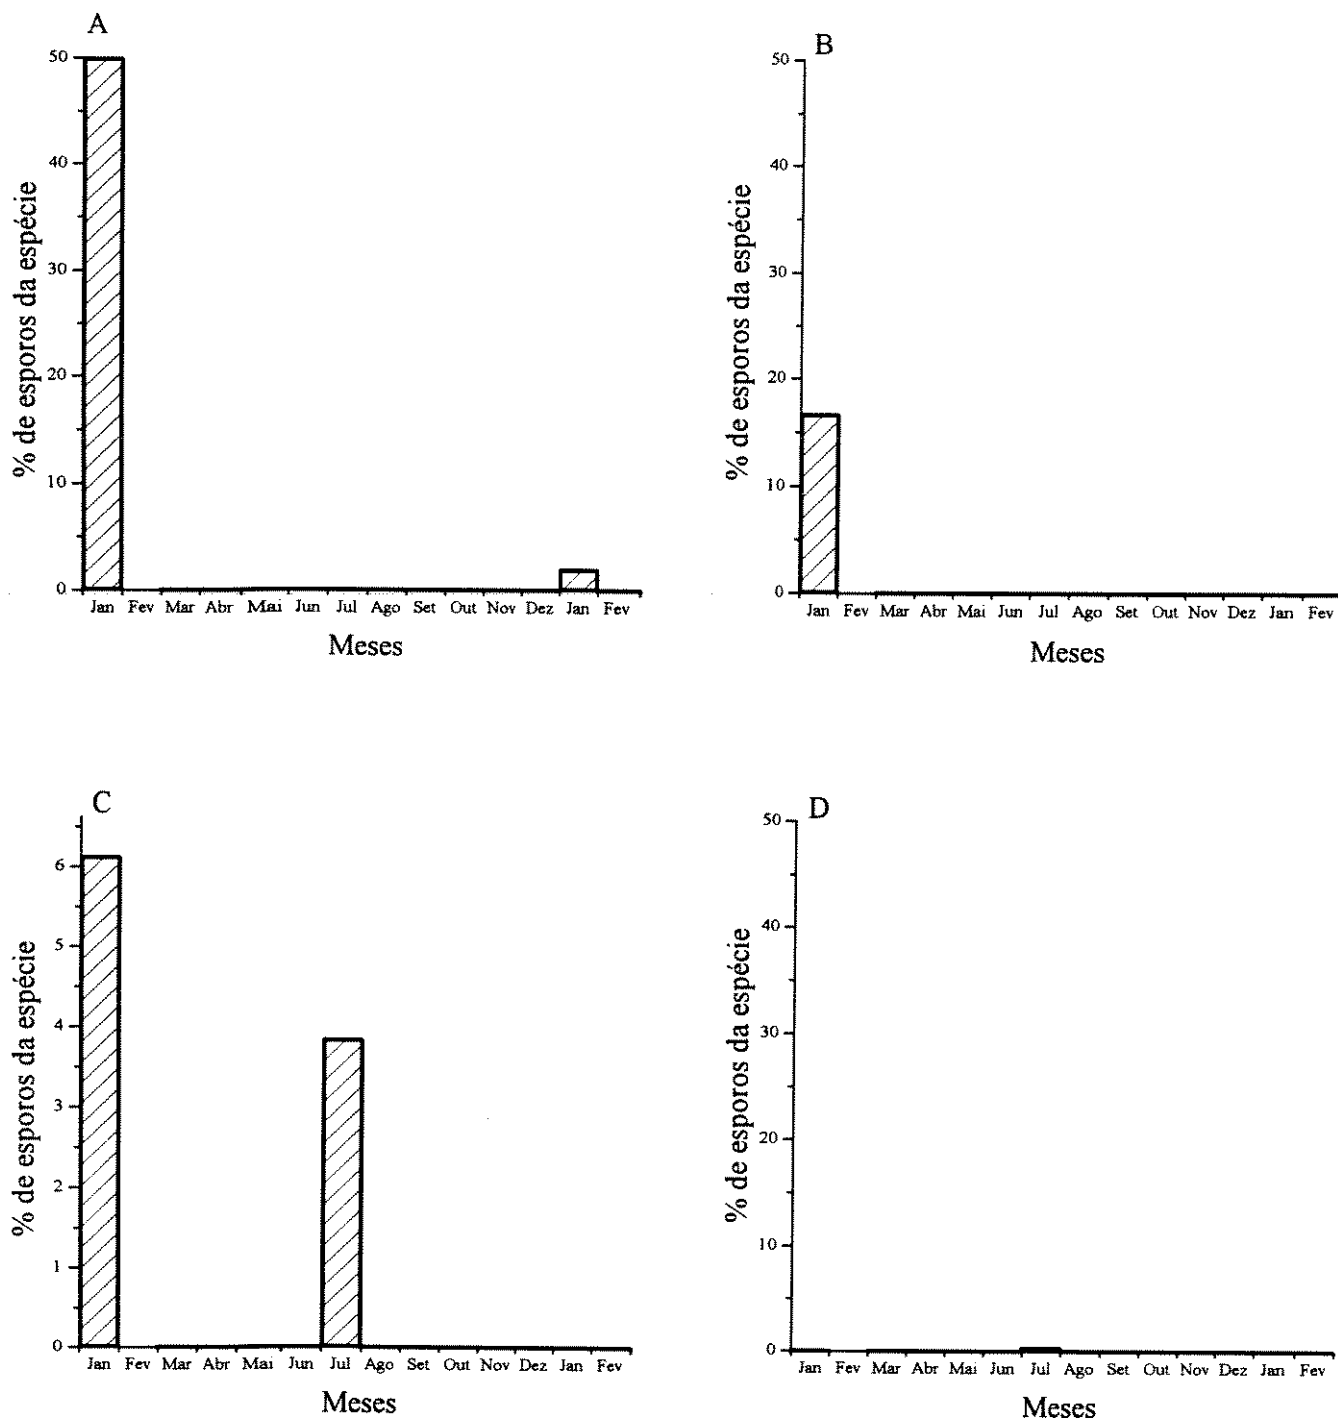 A
50
40
30
20
10
0
% de esporos da espécie
Jan Fev Mar Abr Mai Jun Jul Ago Set Out Nov Dez Jan Fev
Meses
B
50
40
30
20
10
0
% de esporos da espécie
Jan Fev Mar Abr Mai Jun Jul Ago Set Out Nov Dez Jan Fev
Meses
C
6
5
4
3
2
1
0
% de esporos da espécie
Jan Fev Mar Abr Mai Jun Jul Ago Set Out Nov Dez Jan Fev
Meses
D
50
40
30
20
10
0
% de esporos da espécie
Jan Fev Mar Abr Mai Jun Jul Ago Set Out Nov Dez Jan Fev
Meses